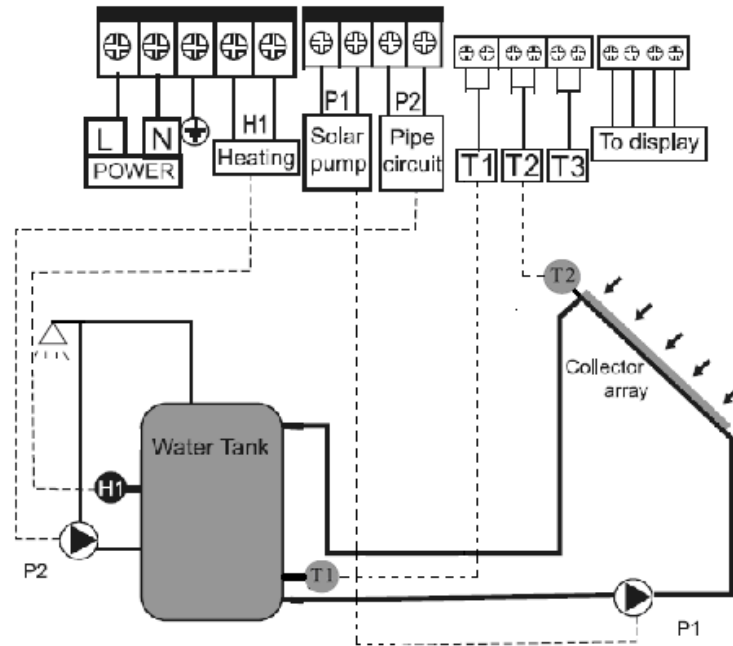 P1
P2
L
N
H1
POWER
Heating
Solar
pump
Pipe
circuit
T1
T2
T3
To display
T2
Collector
array
Water Tank
H1
P2
T1
P1